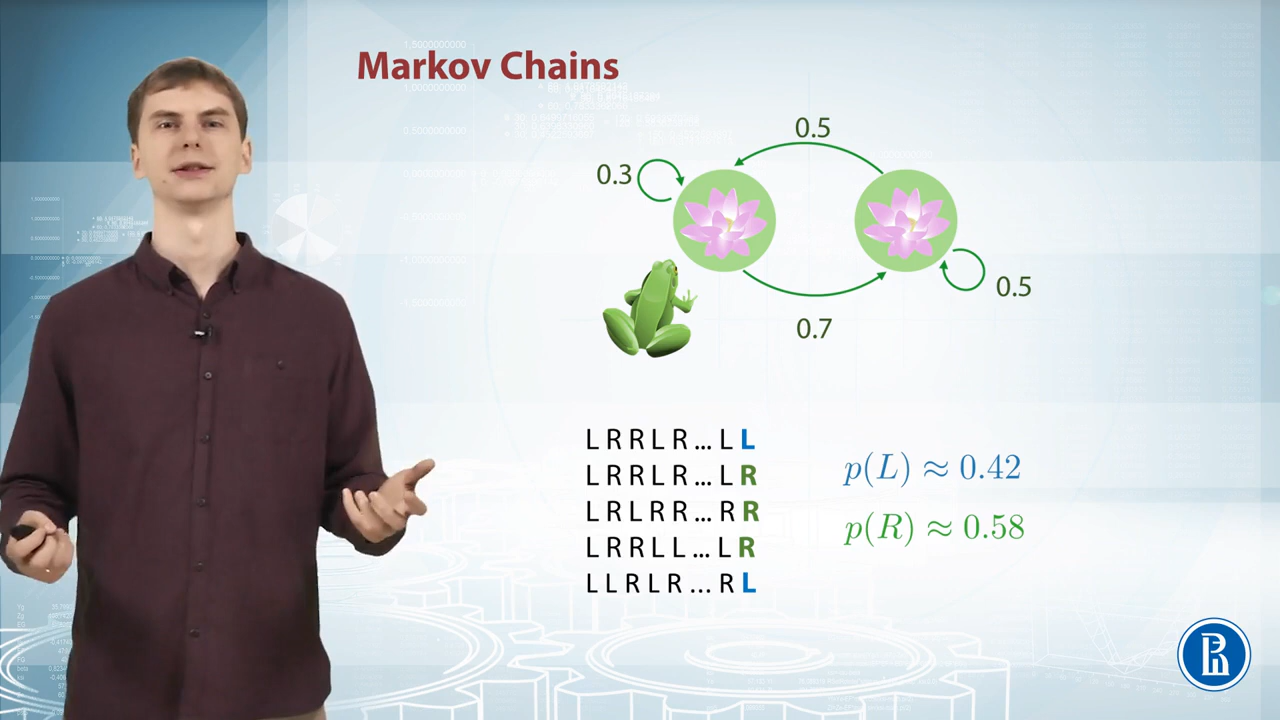 Markov Chains
0.5
0.3
0.5
0.7
L R R L R ... L L
L R R L R ... L R
L R L R R ... R R
L R R L L ... L R
L L R L R ... R L
p(L) ≈ 0.42
p(R) ≈ 0.58